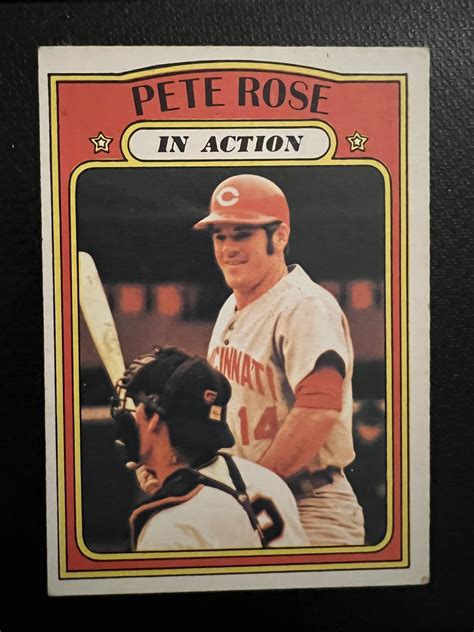 PETE ROSE
IN ACTION
C
CINCINNATI
14